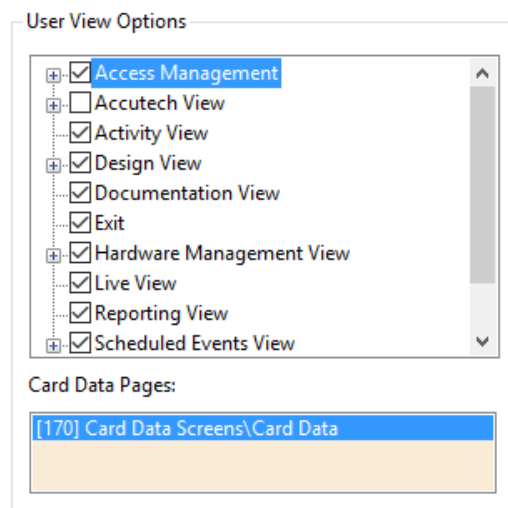 User View Options
Access Management
Accutech View
Activity View
Design View
Documentation View
Exit
Hardware Management View
Live View
Reporting View
Scheduled Events View
Card Data Pages:
[170] Card Data Screens\Card Data